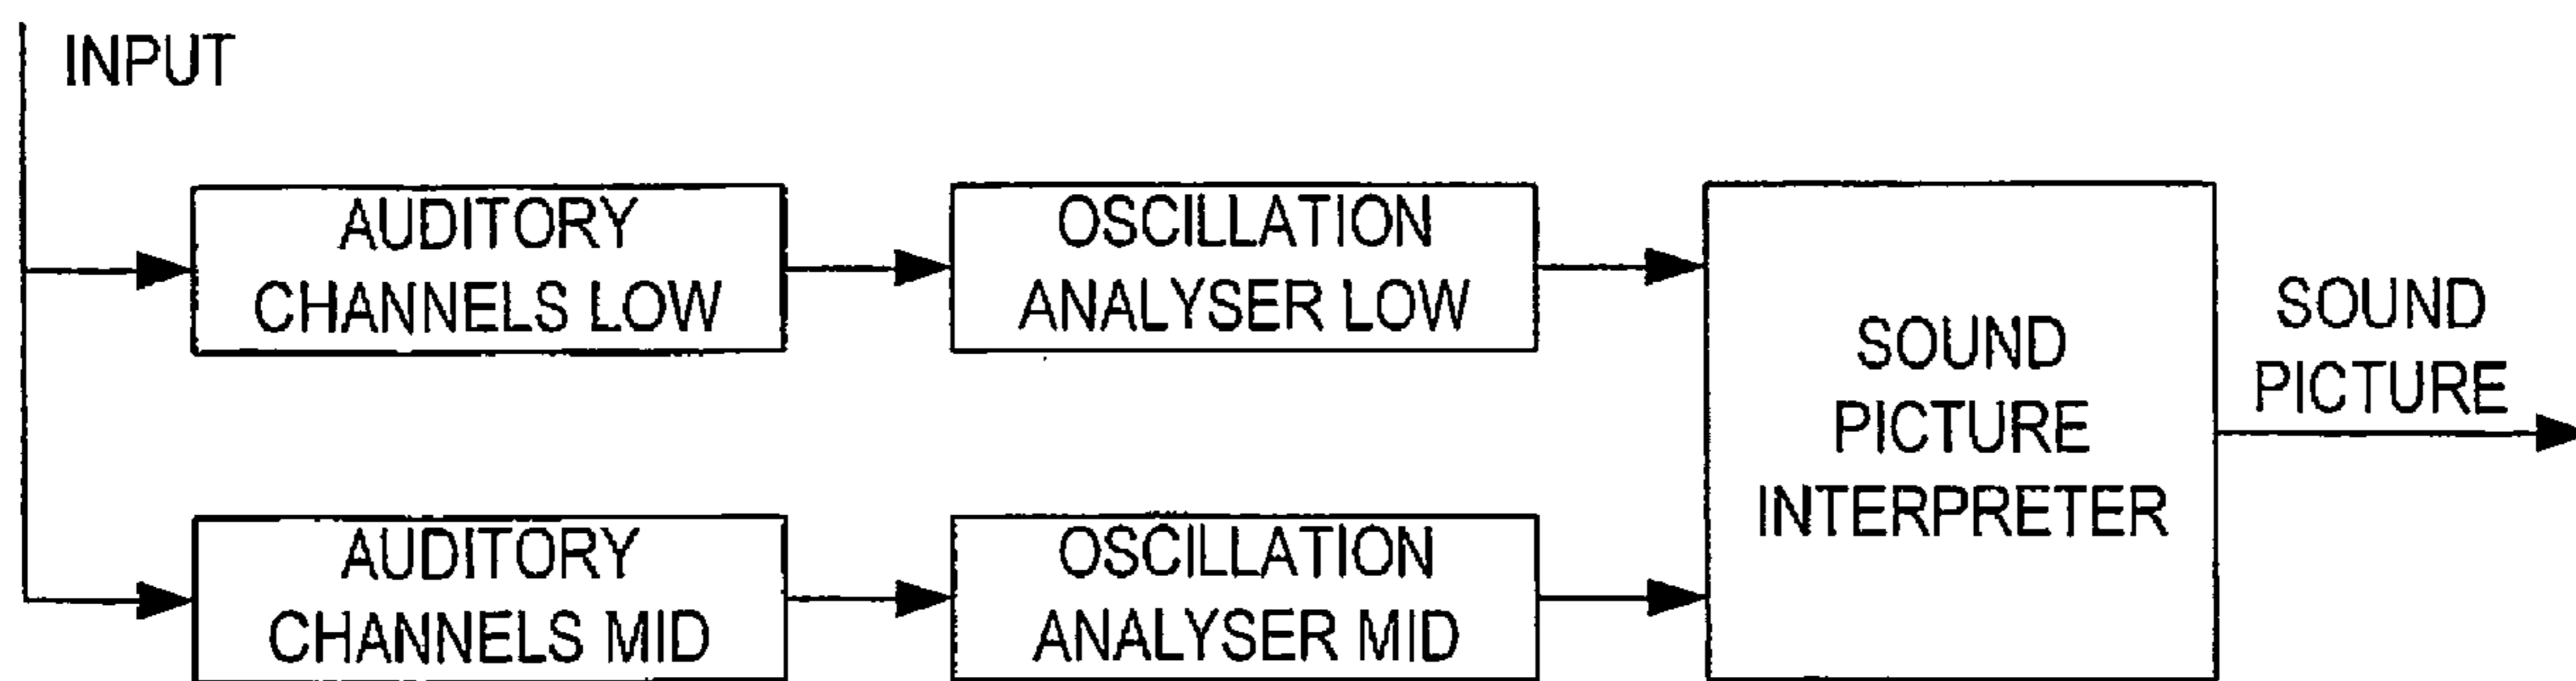 INPUT
AUDITORY
CHANNELS LOW
OSCILLATION
ANALYSER LOW
SOUND
PICTURE
INTERPRETER
SOUND
PICTURE
AUDITORY
CHANNELS MID
OSCILLATION
ANALYSER MID